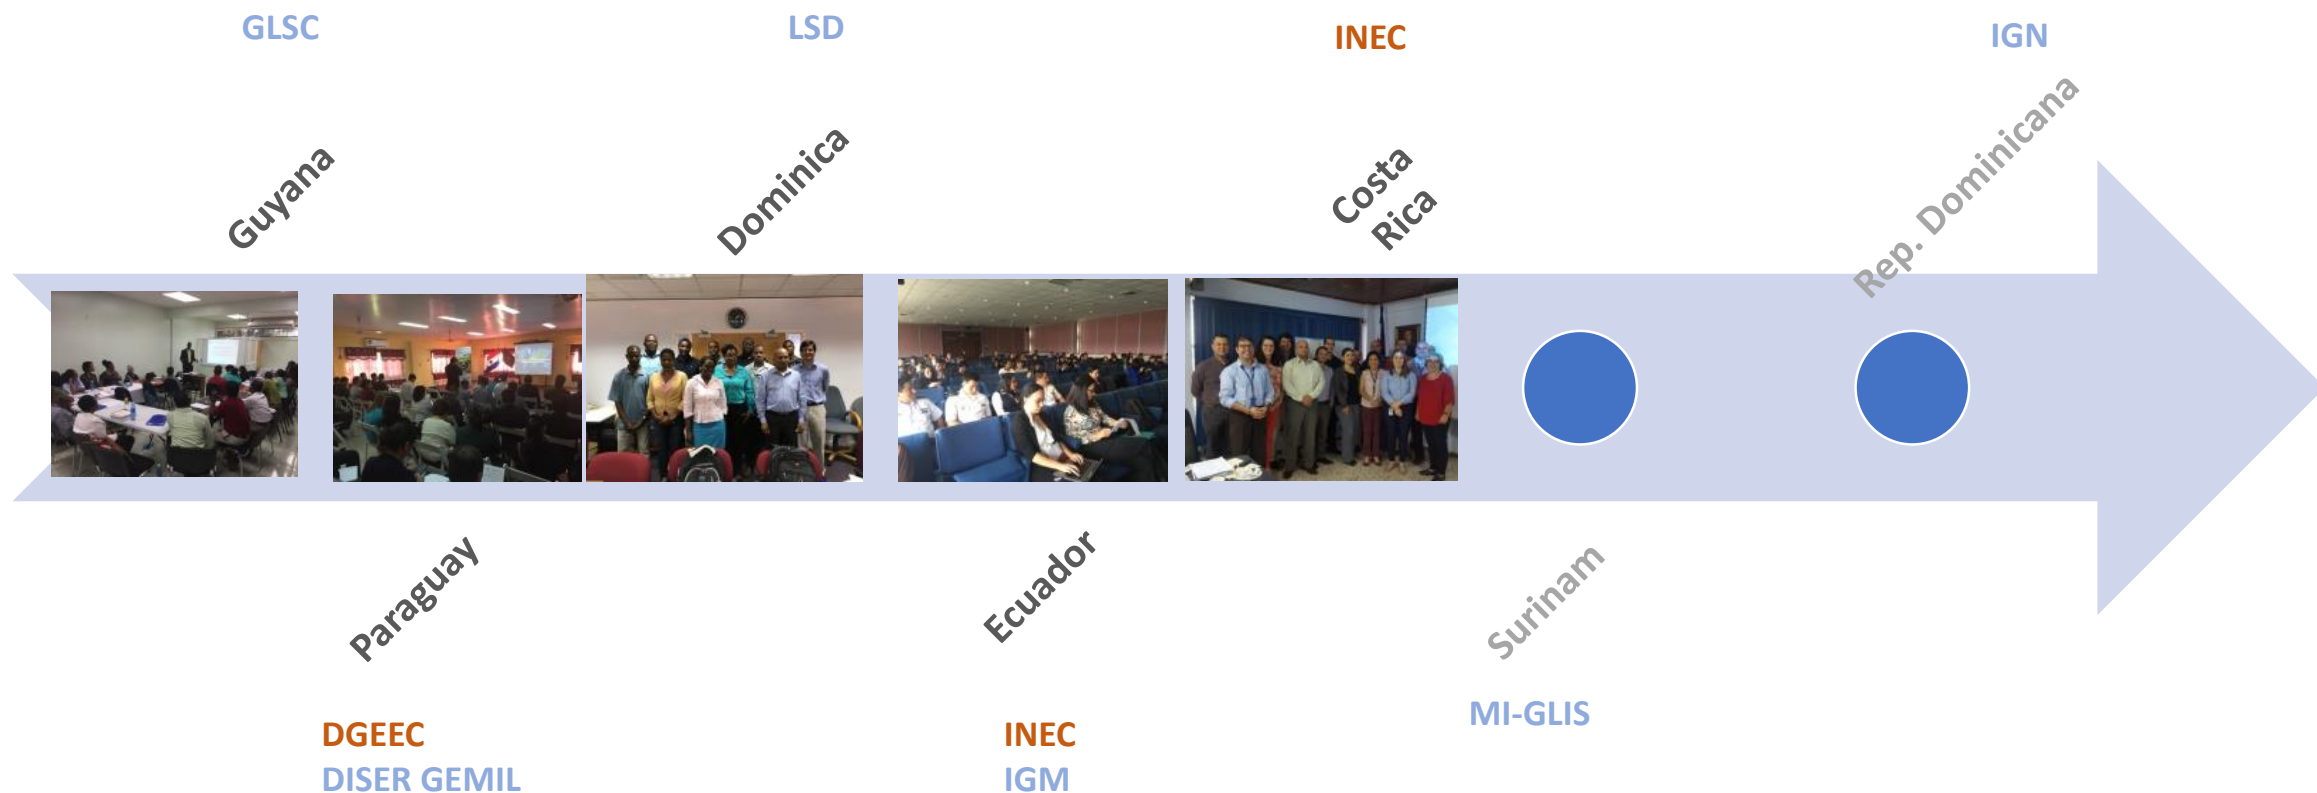 GLSC
LSD
INEC
IGN
Guyana
Dominica
Costa
Rica
Rep. Dominicana
Paraguay
Ecuador
Surinam
DGEEC
DISER GEMIL
INEC
IGM
MI-GLIS